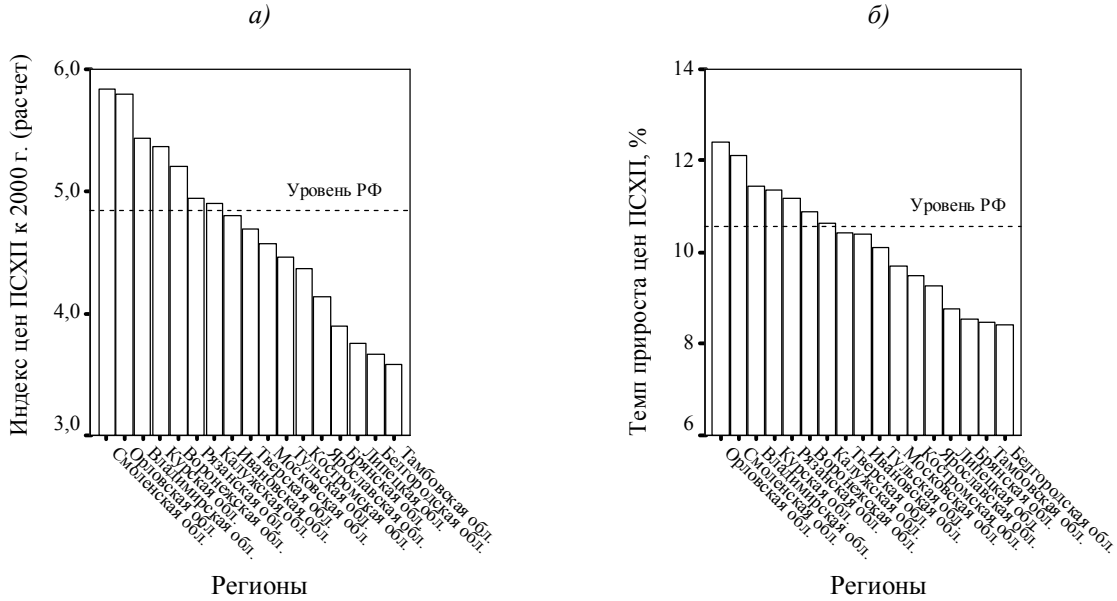 а)
Индекс цен ПСХП к 2000 г. (расчет)
6,0
5,0
4,0
3,0
Уровень РФ
Смоленская обл.
Орловская обл.
Владимирская обл.
Курская обл.
Воронежская обл.
Рязанская обл.
Калужская обл.
Ивановская обл.
Тверская обл.
Московская обл.
Тульская обл.
Костромская обл.
Ярославская обл.
Брянская обл.
Липецкая обл.
Белгородская обл.
Тамбовская обл.
Регионы
б)
Темп прироста цен ПСХП, %
14
12
10
8
6
Уровень РФ
Орловская обл.
Смоленская обл.
Владимирская обл.
Курская обл.
Рязанская обл.
Воронежская обл.
Калужская обл.
Тверская обл.
Ивановская обл.
Тульская обл.
Московская обл.
Костромская обл.
Ярославская обл.
Липецкая обл.
Брянская обл.
Тамбовская обл.
Белгородская обл.
Регионы